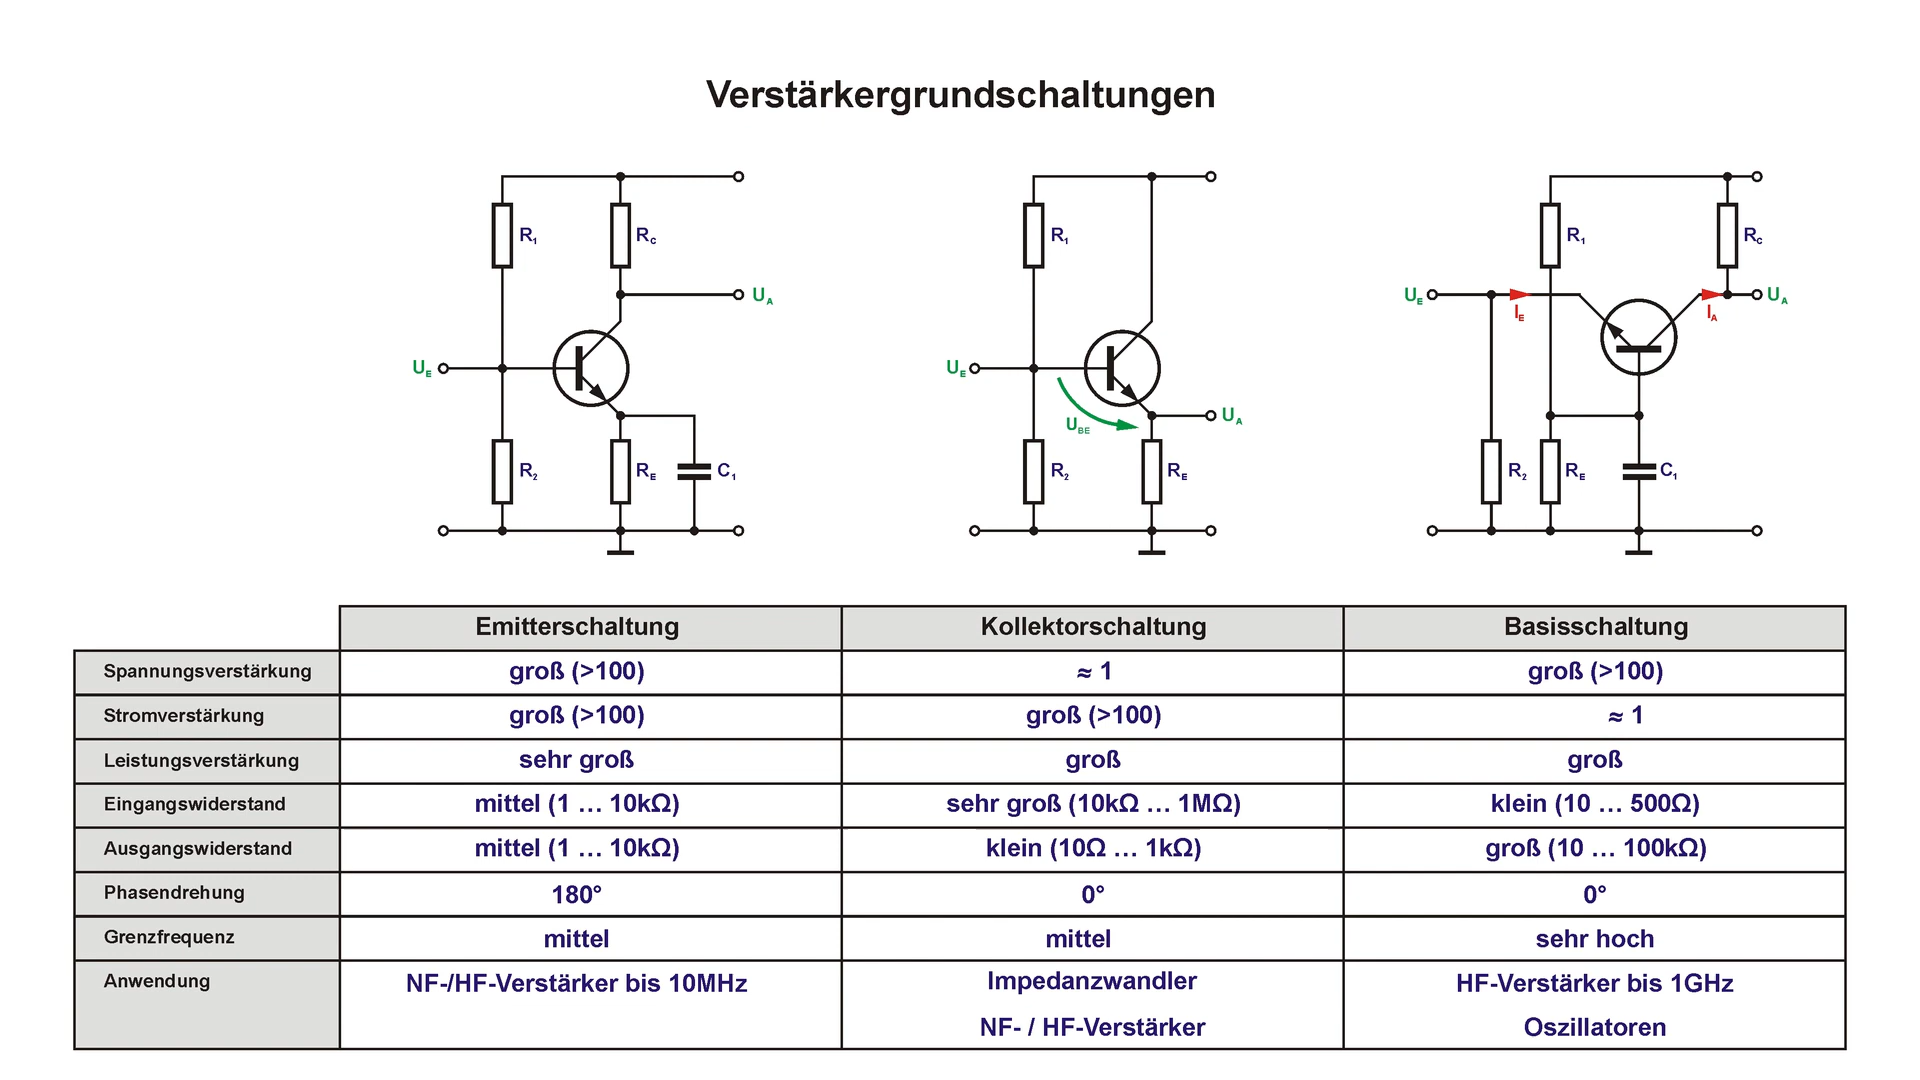 Verstärkergrundschaltungen
R1
RC
UA
UE
R2
RE
C1
R1
UE
UBE
UA
R2
RE
R1
RC
UE
IE
IA
UA
R2
RE
C1
Emitterschaltung Kollektorschaltung Basisschaltung
Spannungsverstärkung groß (>100) ≈ 1 groß (>100)
Stromverstärkung groß (>100) groß (>100) ≈ 1
Leistungsverstärkung sehr groß groß groß
Eingangswiderstand mittel (1 … 10kΩ) sehr groß (10kΩ … 1MΩ) klein (10 … 500Ω)
Ausgangswiderstand mittel (1 … 10kΩ) klein (10Ω … 1kΩ) groß (10 … 100kΩ)
Phasendrehung 180° 0° 0°
Grenzfrequenz mittel mittel sehr hoch
Anwendung NF-/HF-Verstärker bis 10MHz Impedanzwandler HF-Verstärker bis 1GHz
NF- / HF-Verstärker Oszillatoren